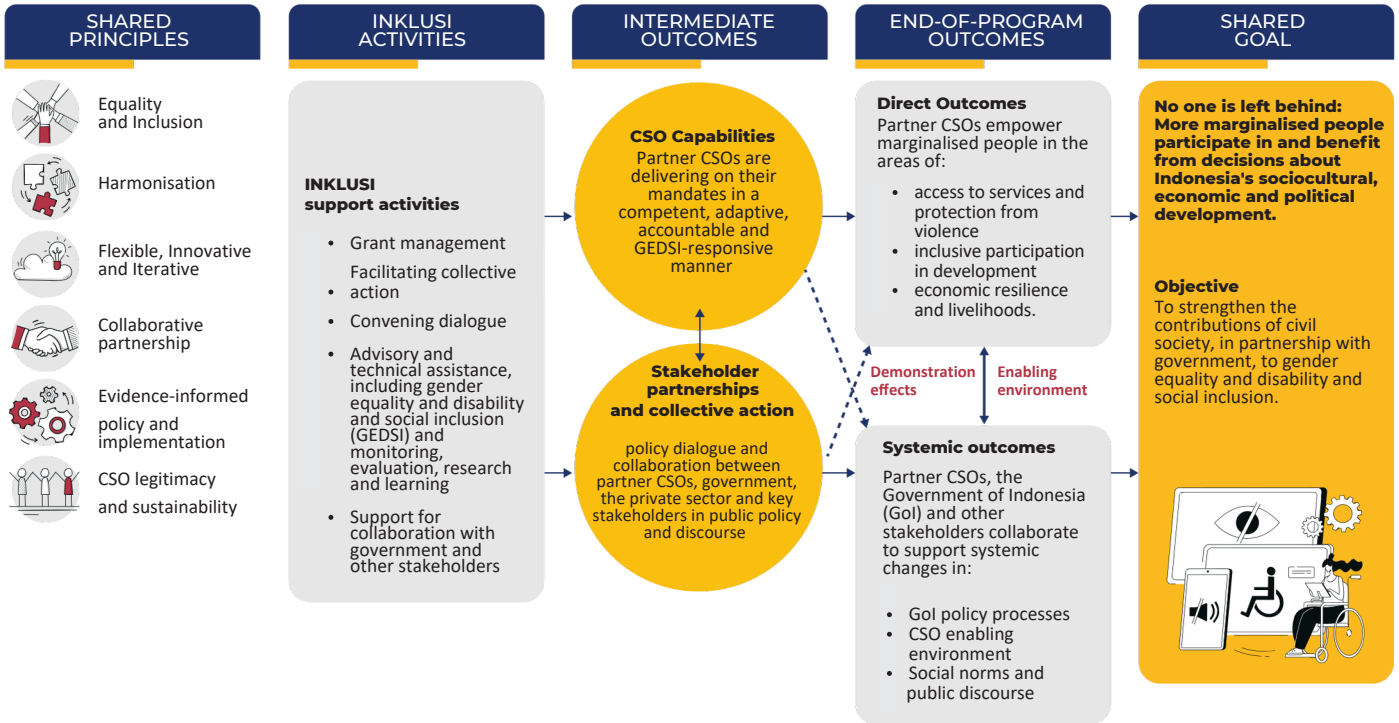 SHARED
PRINCIPLES
Equality
and Inclusion
Harmonisation
Flexible, Innovative
and Iterative
Collaborative
partnership
Evidence-informed
policy and
implementation
CSO legitimacy
and sustainability
INKLUSI
ACTIVITIES
INKLUSI
support activities
• Grant management
Facilitating collective
• action
• Convening dialogue
• Advisory and
technical assistance,
including gender
equality and disability
and social inclusion
(GEDSI) and
monitoring,
evaluation, research
and learning
• Support for
collaboration with
government and
other stakeholders
INTERMEDIATE
OUTCOMES
CSO Capabilities
Partner CSOs are
delivering on their
mandates in a
competent, adaptive,
accountable and
GEDSI-responsive
manner
Stakeholder
partnerships
and collective action
policy dialogue and
collaboration between
partner CSOs, government,
the private sector and key
stakeholders in public policy
and discourse
END-OF-PROGRAM
OUTCOMES
Direct Outcomes
Partner CSOs empower
marginalised people in the
areas of:
• access to services and
protection from
violence
• inclusive participation
in development
• economic resilience
and livelihoods.
Demonstration
effects
Enabling
environment
Systemic outcomes
Partner CSOs, the
Government of Indonesia
(GoI) and other
stakeholders collaborate
to support systemic
changes in:
• GoI policy processes
• CSO enabling
environment
• Social norms and
public discourse
SHARED
GOAL
No one is left behind:
More marginalised people
participate in and benefit
from decisions about
Indonesia's sociocultural,
economic and political
development.
Objective
To strengthen the
contributions of civil
society, in partnership with
government, to gender
equality and disability and
social inclusion.